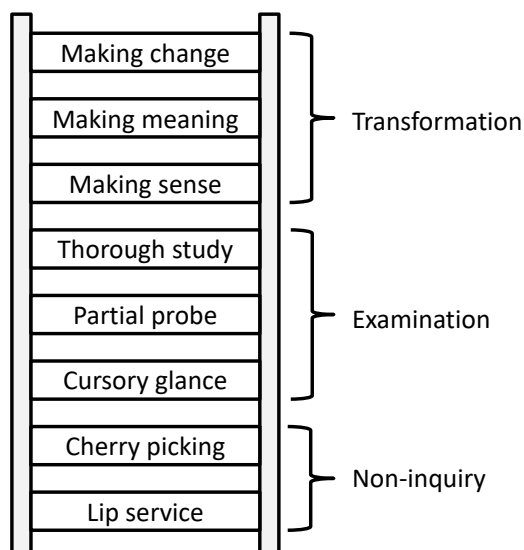 Making change
Making meaning
Making sense
Transformation
Thorough study
Partial probe
Cursory glance
Examination
Cherry picking
Lip service
Non-inquiry